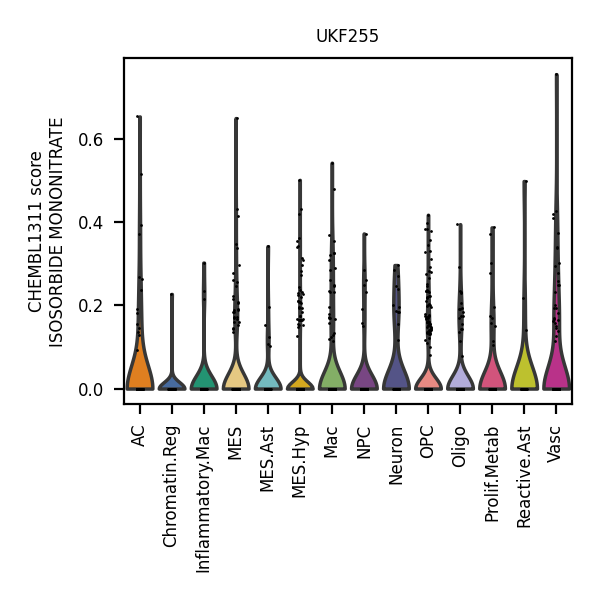 UKF255
CHEMBL1311 score
ISOSORBIDE MONONITRATE
0.6
0.4
0.2
0.0
AC
Chromatin.Reg
Inflammatory.Mac
MES
MES.Ast
MES.Hyp
Mac
NPC
Neuron
OPC
Oligo
Prolif.Metab
Reactive.Ast
Vasc